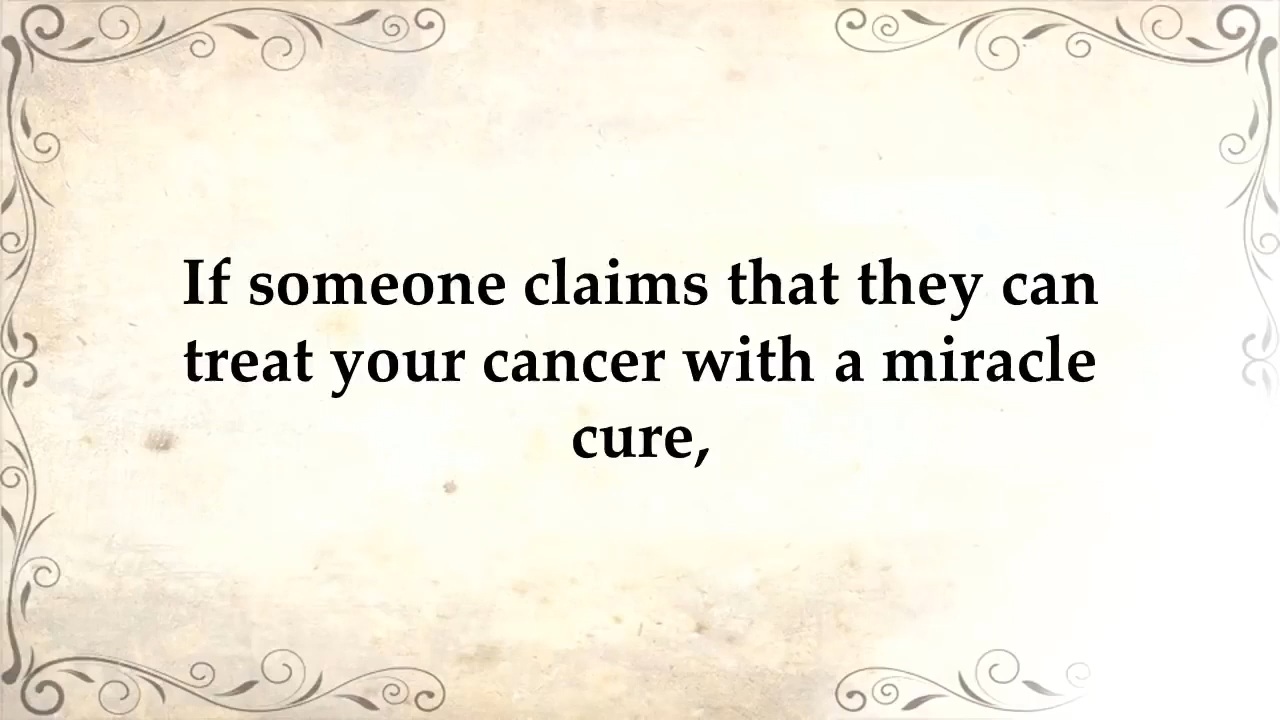 If someone claims that they can
treat your cancer with a miracle
cure,